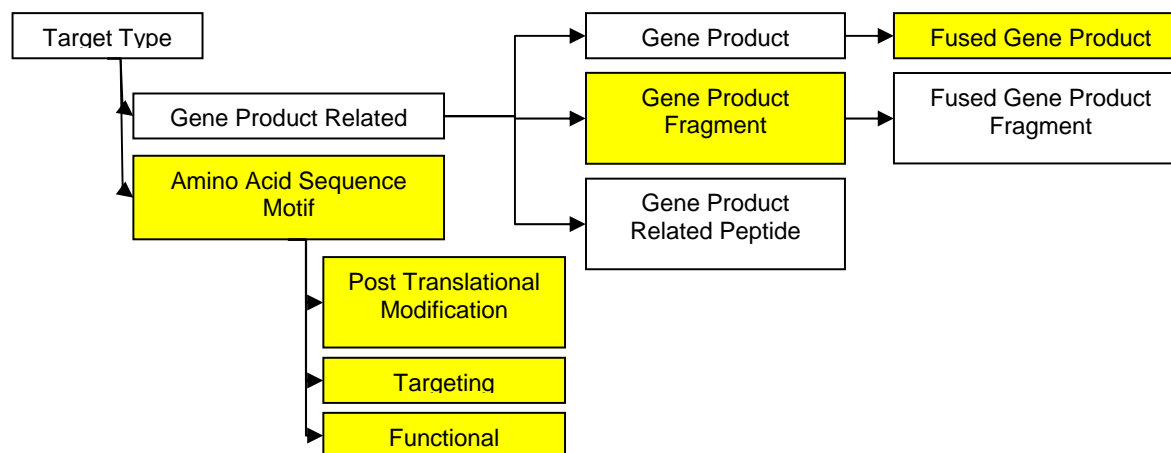 Target Type
Gene Product
Fused Gene Product
Gene Product Related
Gene Product
Fragment
Fused Gene Product
Fragment
Amino Acid Sequence
Motif
Gene Product
Related Peptide
Post Translational
Modification
Targeting
Functional